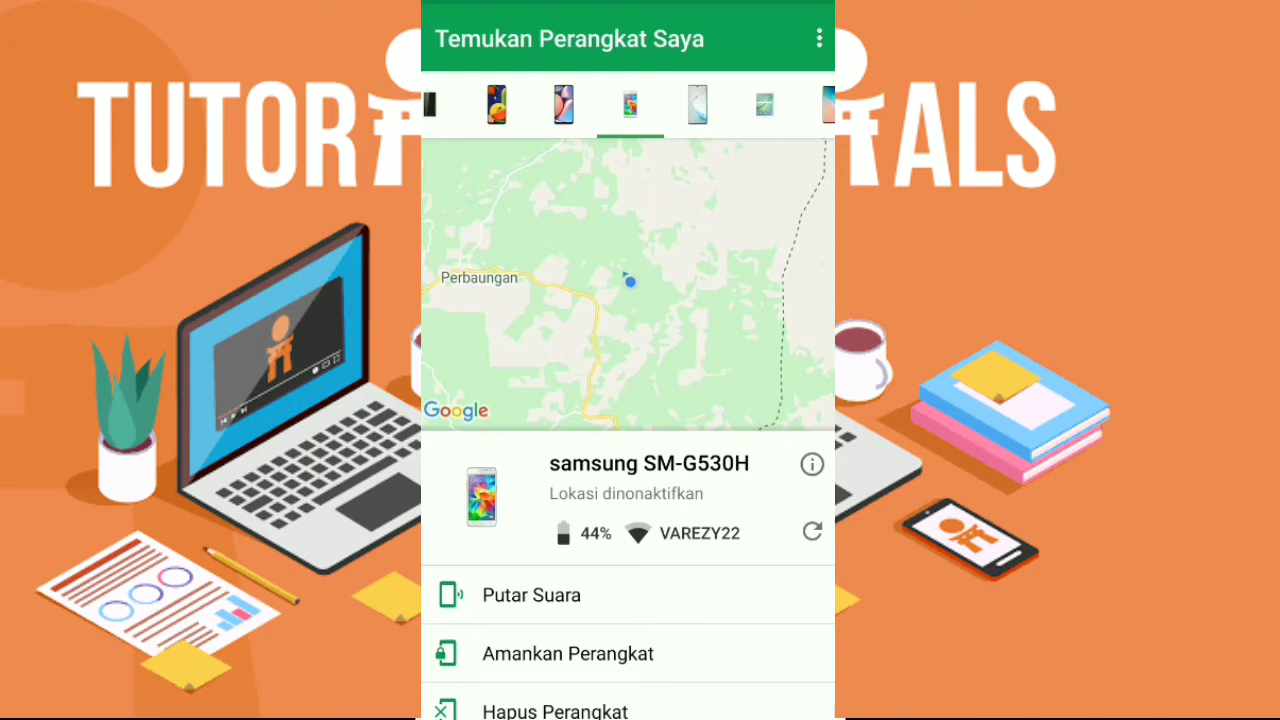 Temukan Perangkat Saya
TUTOR
ALS
Perbaungan
Google
samsung SM-G530H
Lokasi dinonaktifkan
44%
VAREZY22
Putar Suara
Amankan Perangkat
Hapus Perangkat